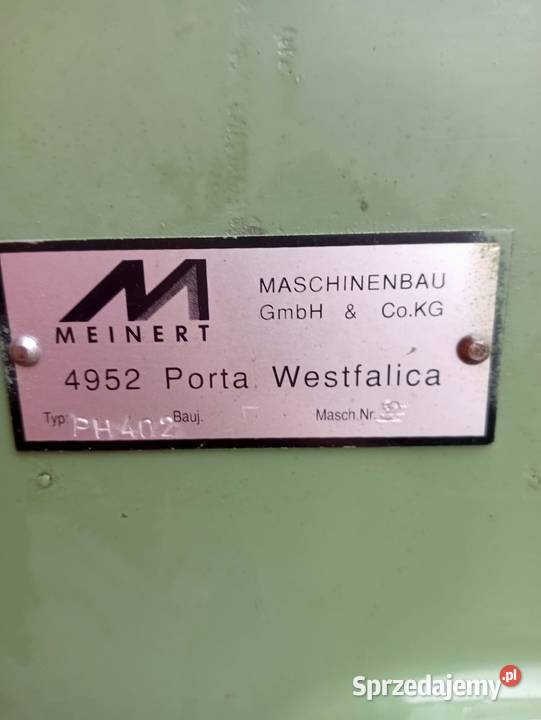 MEINERT
MASCHINENBAU
GmbH & Co.KG
4952 Porta Westfalica
Typ: PH 402 Bauj. Masch.Nr.
Sprzedajemy.pl